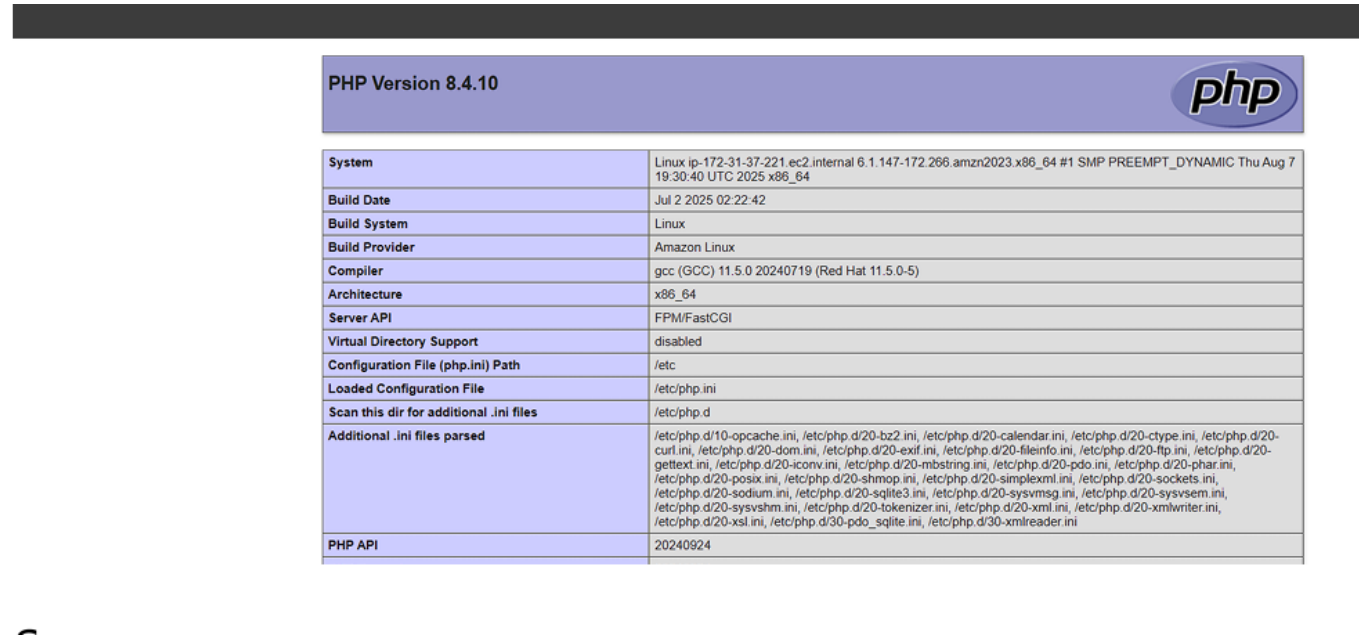 PHP Version 8.4.10
php
System
Linux ip-172-31-37-221.ec2.internal 6.1.147-172.266.amzn2023.x86_64 #1 SMP PREEMPT_DYNAMIC Thu Aug 7
19:30:40 UTC 2025 x86_64
Build Date
Jul 2 2025 02:22:42
Build System
Linux
Build Provider
Amazon Linux
Compiler
gcc (GCC) 11.5.0 20240719 (Red Hat 11.5.0-5)
Architecture
x86_64
Server API
FPM/FastCGI
Virtual Directory Support
disabled
Configuration File (php.ini) Path
/etc
Loaded Configuration File
/etc/php.ini
Scan this dir for additional .ini files
/etc/php.d
Additional .ini files parsed
/etc/php.d/10-opcache.ini, /etc/php.d/20-bz2.ini, /etc/php.d/20-calendar.ini, /etc/php.d/20-ctype.ini, /etc/php.d/20-
curl.ini, /etc/php.d/20-dom.ini, /etc/php.d/20-exif.ini, /etc/php.d/20-fileinfo.ini, /etc/php.d/20-ftp.ini, /etc/php.d/20-
gettext.ini, /etc/php.d/20-iconv.ini, /etc/php.d/20-mbstring.ini, /etc/php.d/20-pdo.ini, /etc/php.d/20-phar.ini,
/etc/php.d/20-posix.ini, /etc/php.d/20-shmop.ini, /etc/php.d/20-simplexml.ini, /etc/php.d/20-sockets.ini,
/etc/php.d/20-sodium.ini, /etc/php.d/20-sqlite3.ini, /etc/php.d/20-sysvmsg.ini, /etc/php.d/20-sysvsem.ini,
/etc/php.d/20-sysvshm.ini, /etc/php.d/20-tokenizer.ini, /etc/php.d/20-xml.ini, /etc/php.d/20-xmlwriter.ini,
/etc/php.d/20-xsl.ini, /etc/php.d/30-pdo_sqlite.ini, /etc/php.d/30-xmlreader.ini
PHP API
20240924